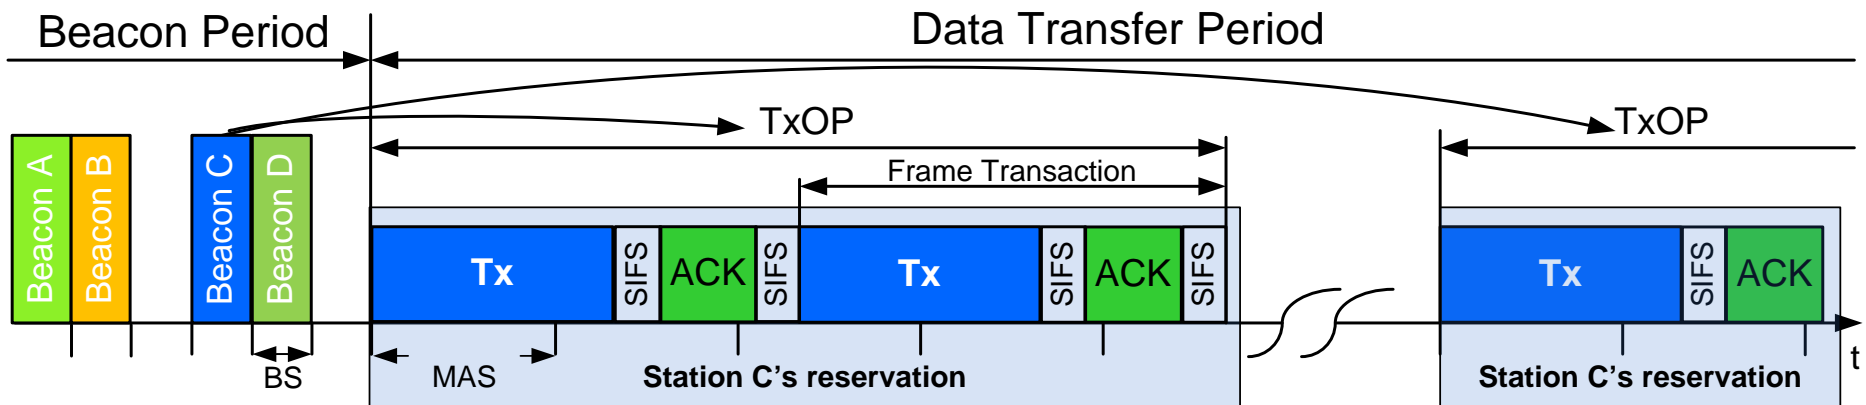 Beacon Period
Data Transfer Period
TxOP
TxOP
Frame Transaction
Beacon A
Beacon B
Beacon C
Beacon D
Tx
SIFS
ACK
SIFS
Tx
SIFS
ACK
SIFS
Tx
SIFS
ACK
BS
MAS
Station C's reservation
Station C's reservation
t